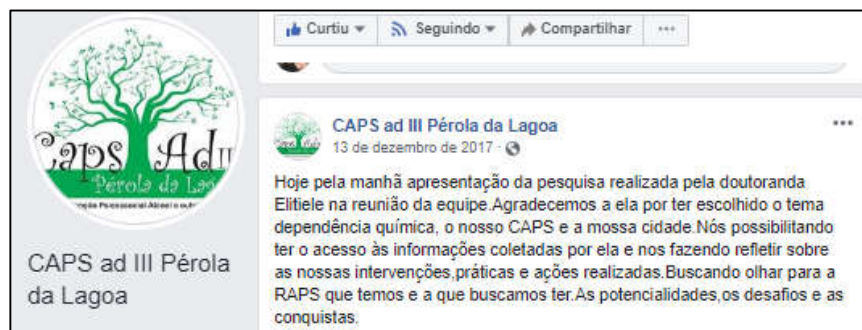 Curtiu
Seguindo
Compartilhar
Caps Ad II
Pérola da Lago
CAPS ad III Pérola
da Lagoa
CAPS ad III Pérola da Lagoa
13 de dezembro de 2017
Hoje pela manhã apresentação da pesquisa realizada pela doutoranda
Elitiele na reunião da equipe.Agradecemos a ela por ter escolhido o tema
dependência química, o nosso CAPS e a mossa cidade.Nós possibilitando
ter o acesso às informações coletadas por ela e nos fazendo refletir sobre
as nossas intervenções,práticas e ações realizadas.Buscando olhar para a
RAPS que temos e a que buscamos ter.As potencialidades,os desafios e as
conquistas.